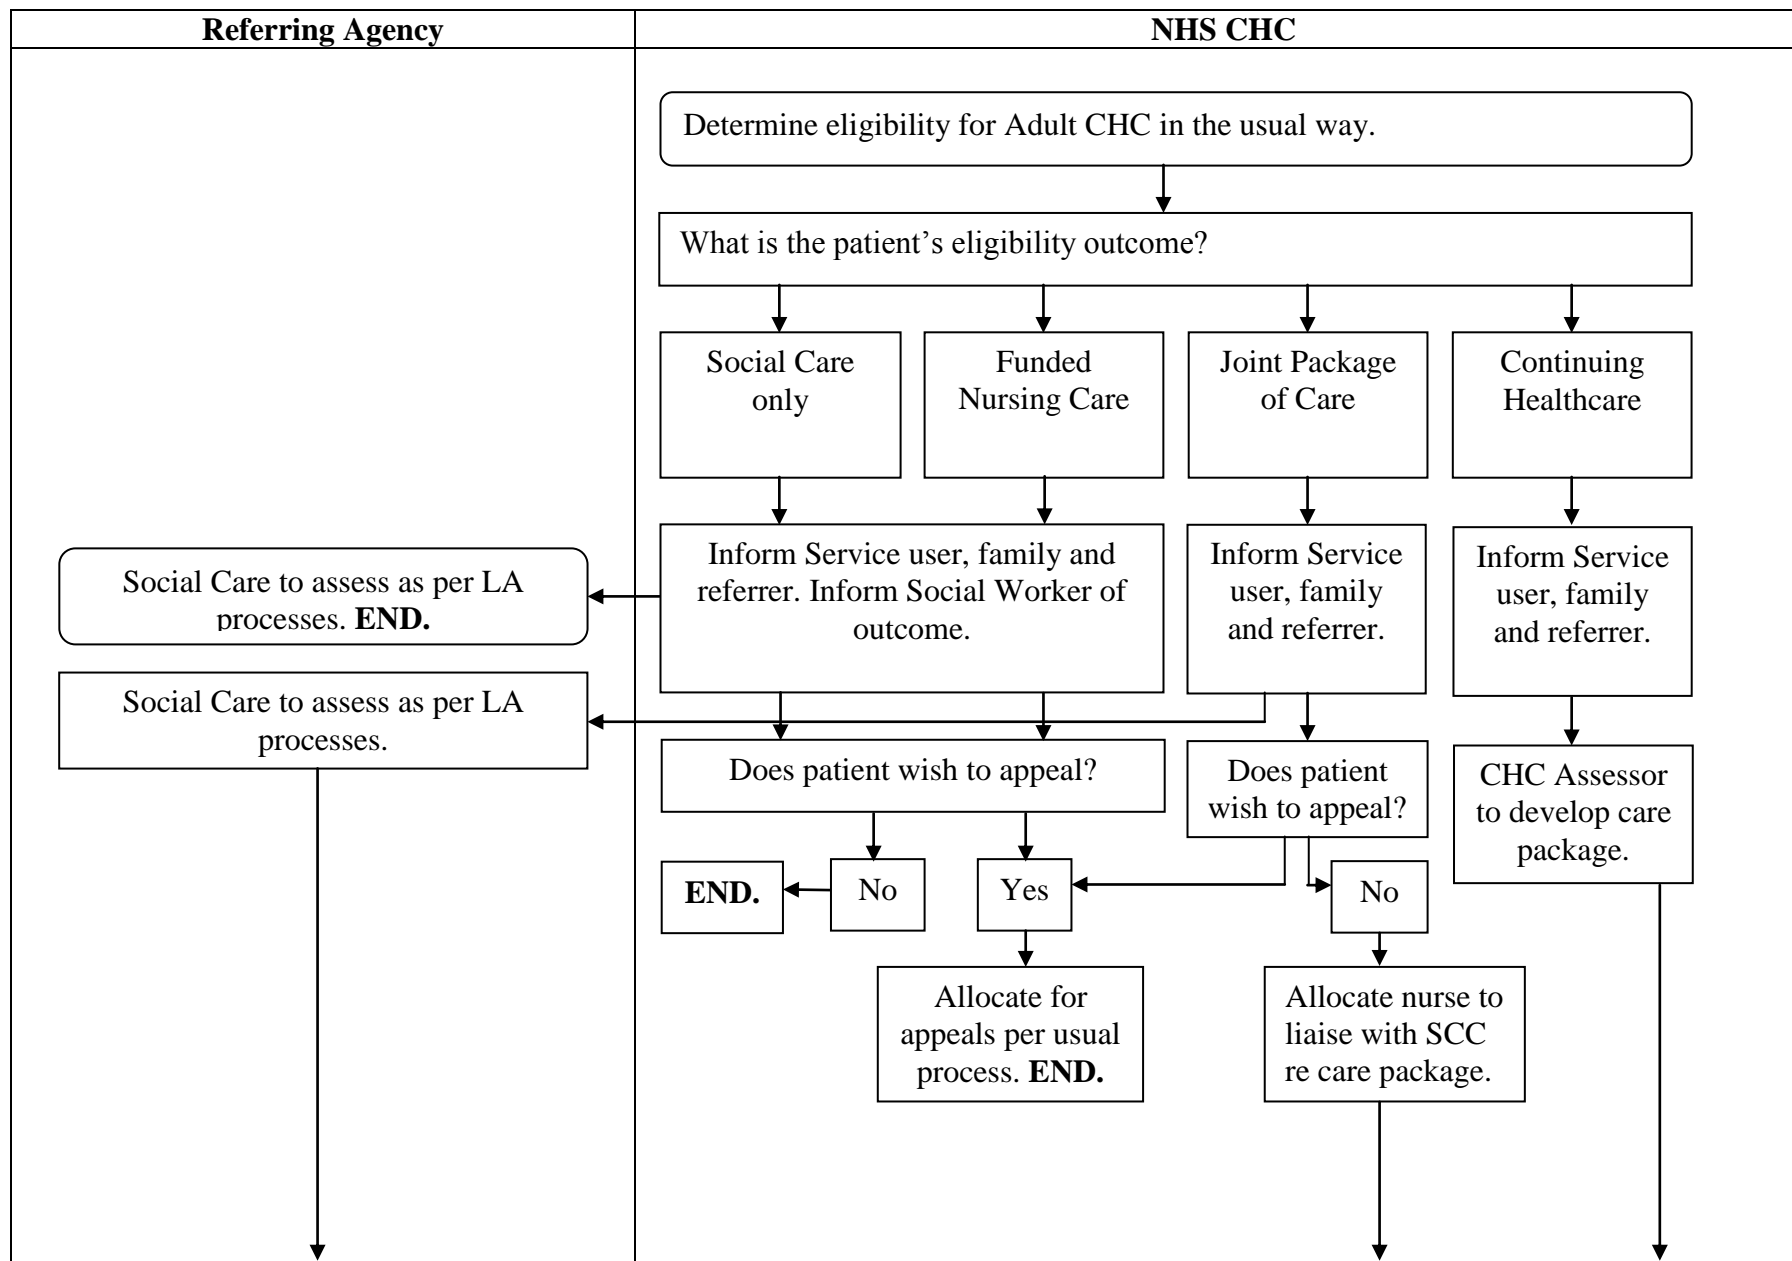 Referring Agency
NHS CHC
Determine eligibility for Adult CHC in the usual way.
What is the patient’s eligibility outcome?
Social Care
only
Funded
Nursing Care
Joint Package
of Care
Continuing
Healthcare
Social Care to assess as per LA
processes. END.
Inform Service user, family and
referrer. Inform Social Worker of
outcome.
Inform Service
user, family
and referrer.
Inform Service
user, family
and referrer.
Social Care to assess as per LA
processes.
Does patient wish to appeal?
Does patient
wish to appeal?
CHC Assessor
to develop care
package.
END.
No
Yes
No
Allocate for
appeals per usual
process. END.
Allocate nurse to
liaise with SCC
re care package.